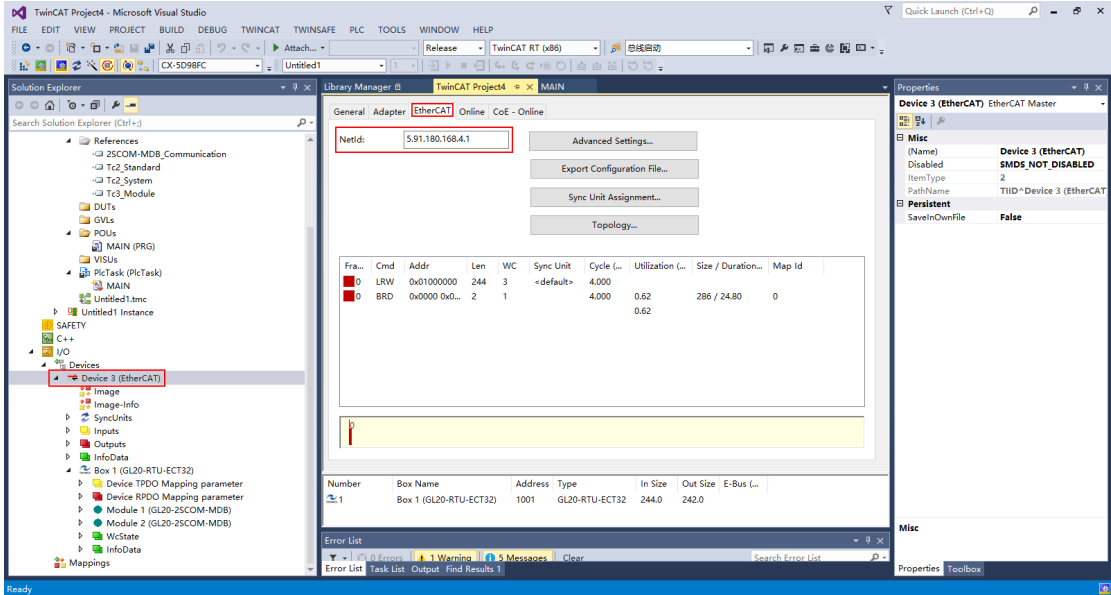 TwinCAT Project4 - Microsoft Visual Studio
Quick Launch (Ctrl+Q)
FILE EDIT VIEW PROJECT BUILD DEBUG TWINCAT TWINSAFE PLC TOOLS WINDOW HELP
Attach...
Release
TwinCAT RT (x86)
总线启动
CX-5D98FC
Untitled1
1
Solution Explorer
Search Solution Explorer (Ctrl+;)
References
2SCOM-MDB_Communication
Tc2_Standard
Tc2_System
Tc3_Module
DUTs
GVLs
POUs
MAIN (PRG)
VISUs
PlcTask (PlcTask)
MAIN
Untitled1.tmc
Untitled1 Instance
SAFETY
C++
I/O
Devices
Device 3 (EtherCAT)
Image
Image-Info
SyncUnits
Inputs
Outputs
InfoData
Box 1 (GL20-RTU-ECT32)
Device TPDO Mapping parameter
Device RPDO Mapping parameter
Module 1 (GL20-2SCOM-MDB)
Module 2 (GL20-2SCOM-MDB)
WcState
InfoData
Mappings
Library Manager TwinCAT Project4 MAIN
General Adapter EtherCAT Online CoE - Online
NetId: 5.91.180.168.4.1
Advanced Settings...
Export Configuration File...
Sync Unit Assignment...
Topology...
Fra... Cmd Addr Len WC Sync Unit Cycle (... Utilization (... Size / Duration... Map Id
0 LRW 0x01000000 244 3 <default> 4.000
0 BRD 0x0000 0x0... 2 1 4.000 0.62 286 / 24.80 0
0.62
0
Number Box Name Address Type In Size Out Size E-Bus (...
1 Box 1 (GL20-RTU-ECT32) 1001 GL20-RTU-ECT32 244.0 242.0
Error List
0 Errors 1 Warning 5 Messages Clear Search Error List
Error List Task List Output Find Results 1
Properties
Device 3 (EtherCAT) EtherCAT Master
Misc
(Name) Device 3 (EtherCAT)
Disabled SMDS_NOT_DISABLED
ItemType 2
PathName TIID^Device 3 (EtherCAT
Persistent
SaveInOwnFile False
Misc
Properties Toolbox
Ready